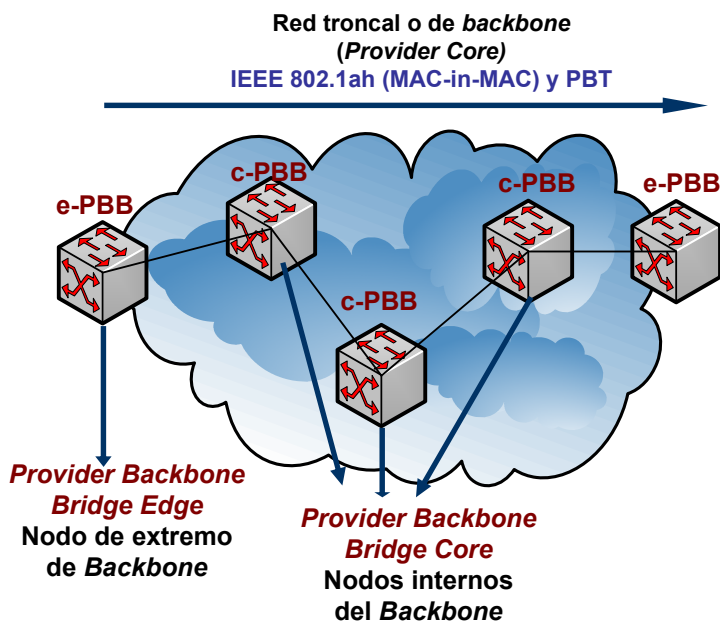 Red troncal o de backbone
(Provider Core)
IEEE 802.1ah (MAC-in-MAC) y PBT
c-PBB
c-PBB
e-PBB
e-PBB
c-PBB
Provider Backbone
Bridge Edge
Nodo de extremo
de Backbone
Provider Backbone
Bridge Core
Nodos internos
del Backbone